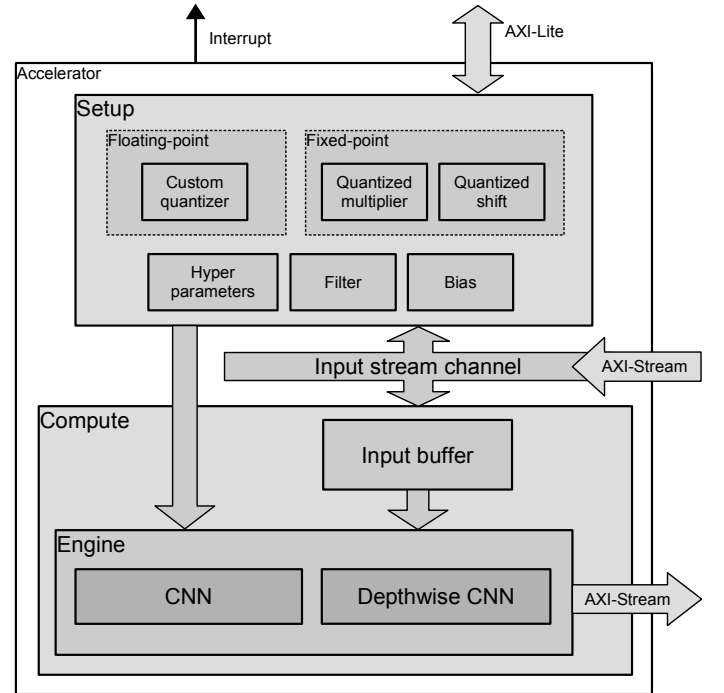 Interrupt
AXI-Lite
Accelerator
Setup
Floating-point
Fixed-point
Custom
quantizer
Quantized
multiplier
Quantized
shift
Hyper
parameters
Filter
Bias
Input stream channel
AXI-Stream
Compute
Input buffer
Engine
CNN
Depthwise CNN
AXI-Stream